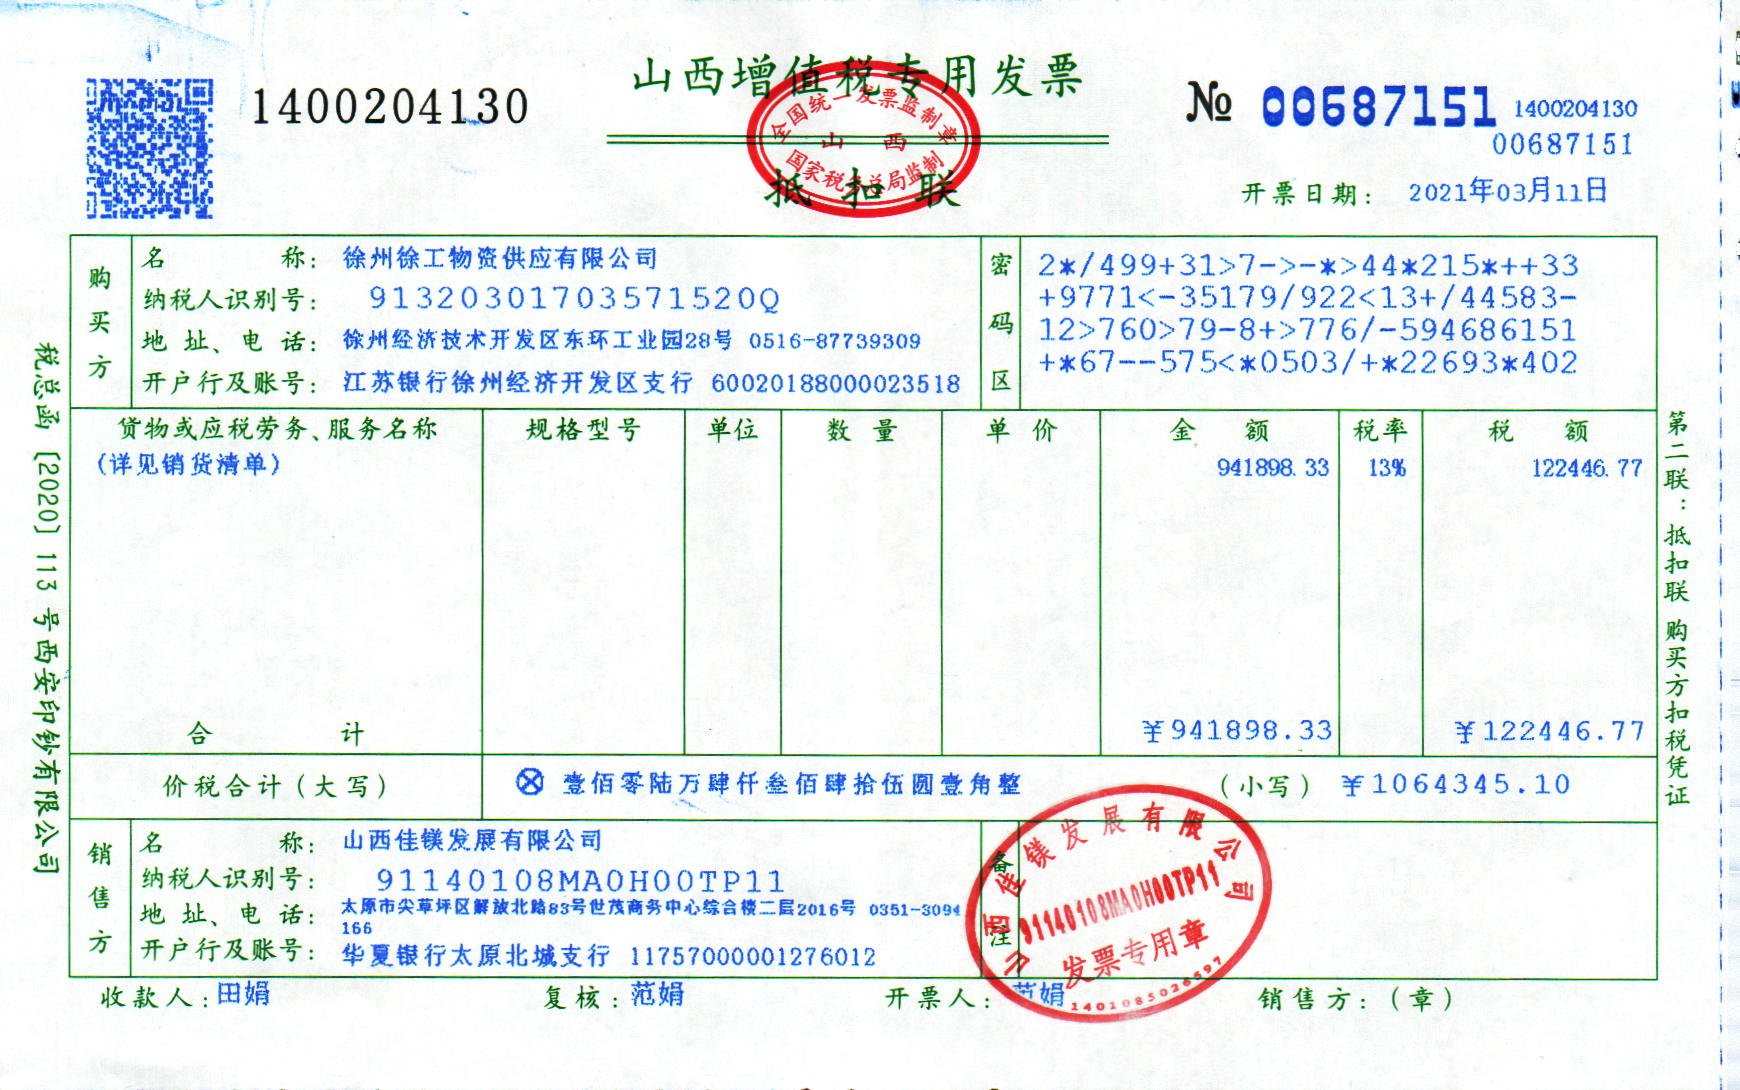 山西增值税专用发票
1400204130
№ 00687151 1400204130
00687151
全国统一发票监制章
山西
国家税务总局监制
抵扣联
开票日期: 2021年03月11日
购买方
名称: 徐州徐工物资供应有限公司
纳税人识别号: 91320301703571520Q
地址、电话: 徐州经济技术开发区东环工业园28号 0516-87739309
开户行及账号: 江苏银行徐州经济开发区支行 60020188000023518
密码区
2*/499+31>7->-*>44*215*++33
+9771<-35179/922<13+/44583-
12>760>79-8+>776/-594686151
+*67--575<*0503/+*22693*402
货物或应税劳务、服务名称 规格型号 单位 数量 单价 金额 税率 税额
(详见销货清单) 941898.33 13% 122446.77
合计 ¥941898.33 ¥122446.77
价税合计(大写) ⊗ 壹佰零陆万肆仟叁佰肆拾伍圆壹角整 (小写) ¥1064345.10
销售方
名称: 山西佳镁发展有限公司
纳税人识别号: 91140108MA0H00TP11
地址、电话: 太原市尖草坪区解放北路83号世茂商务中心综合楼二层2016号 0351-3094
166
开户行及账号: 华夏银行太原北城支行 11757000001276012
备注
山西佳镁发展有限公司
91140108MA0H00TP11
发票专用章
1401085026597
收款人: 田娟 复核: 范娟 开票人: 范娟 销售方: (章)
税总函〔2020〕113号西安印钞有限公司
第二联: 抵扣联 购买方扣税凭证